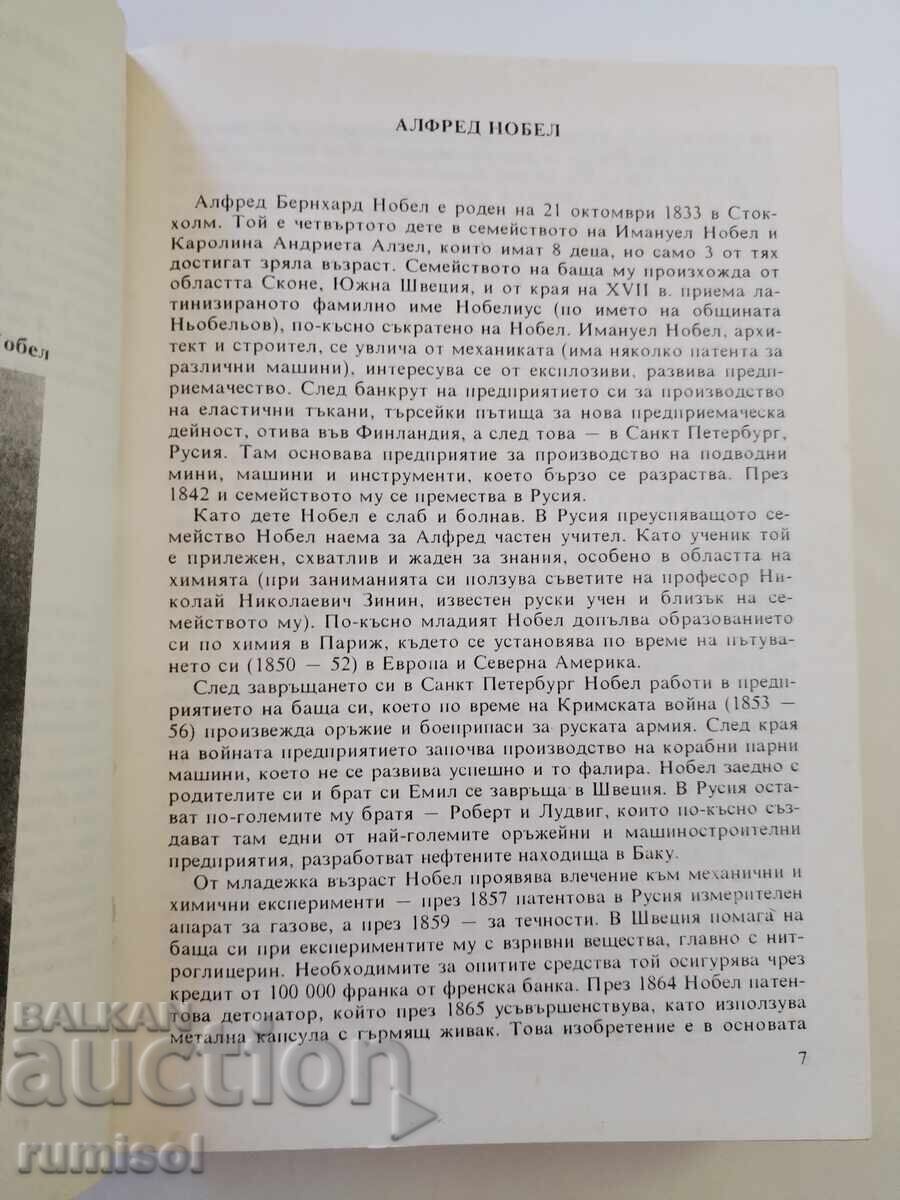 АЛФРЕД НОБЕЛ
Алфред Бернхард Нобел е роден на 21 октомври 1833 в Сток-
холм. Той е четвъртото дете в семейството на Имануел Нобел и
Каролина Андриета Алзел, които имат 8 деца, но само 3 от тях
достигат зряла възраст. Семейството на баща му произхожда от
областта Сконе, Южна Швеция, и от края на XVII в. приема ла-
тинизираното фамилно име Нобелиус (по името на общината
Ньобельов), по-късно съкратено на Нобел. Имануел Нобел, архи-
тект и строител, се увлича от механиката (има няколко патента за
различни машини), интересува се от експлозиви, развива предп-
риемачество. След банкрут на предприятието си за производство
на еластични тъкани, търсейки пътища за нова предприемаческа
дейност, отива във Финландия, а след това — в Санкт Петербург,
Русия. Там основава предприятие за производство на подводни
мини, машини и инструменти, което бързо се разраства. През
1842 и семейството му се премества в Русия.
Като дете Нобел е слаб и болнав. В Русия преуспяващото се-
мейство Нобел наема за Алфред частен учител. Като ученик той
е прилежен, схватлив и жаден за знания, особено в областта на
химията (при заниманията си ползува съветите на професор Ни-
колай Николаевич Зинин, известен руски учен и близък на се-
мейството му). По-късно младият Нобел допълва образованието
си по химия в Париж, където се установява по време на пътува-
нето си (1850 — 52) в Европа и Северна Америка.
След завръщането си в Санкт Петербург Нобел работи в предп-
риятието на баща си, което по време на Кримската война (1853 —
56) произвежда оръжие и боеприпаси за руската армия. След края
на войната предприятието започва производство на корабни парни
машини, което не се развива успешно и то фалира. Нобел заедно с
родителите си и брат си Емил се завръща в Швеция. В Русия оста-
ват по-големите му братя — Роберт и Лудвиг, които по-късно съз-
дават там едни от най-големите оръжейни и машиностроителни
предприятия, разработват нефтените находища в Баку.
От младежка възраст Нобел проявява влечение към механични и
химични експерименти — през 1857 патентова в Русия измерителен
апарат за газове, а през 1859 — за течности. В Швеция помага на
баща си при експериментите му с взривни вещества, главно с нит-
роглицерин. Необходимите за опитите средства той осигурява чрез
кредит от 100 000 франка от френска банка. През 1864 Нобел патен-
това детонатор, който през 1865 усъвършенствува, като използува
метална капсула с гърмящ живак. Това изобретение е в основата
7
обел
BALKAN
auction
rumisol